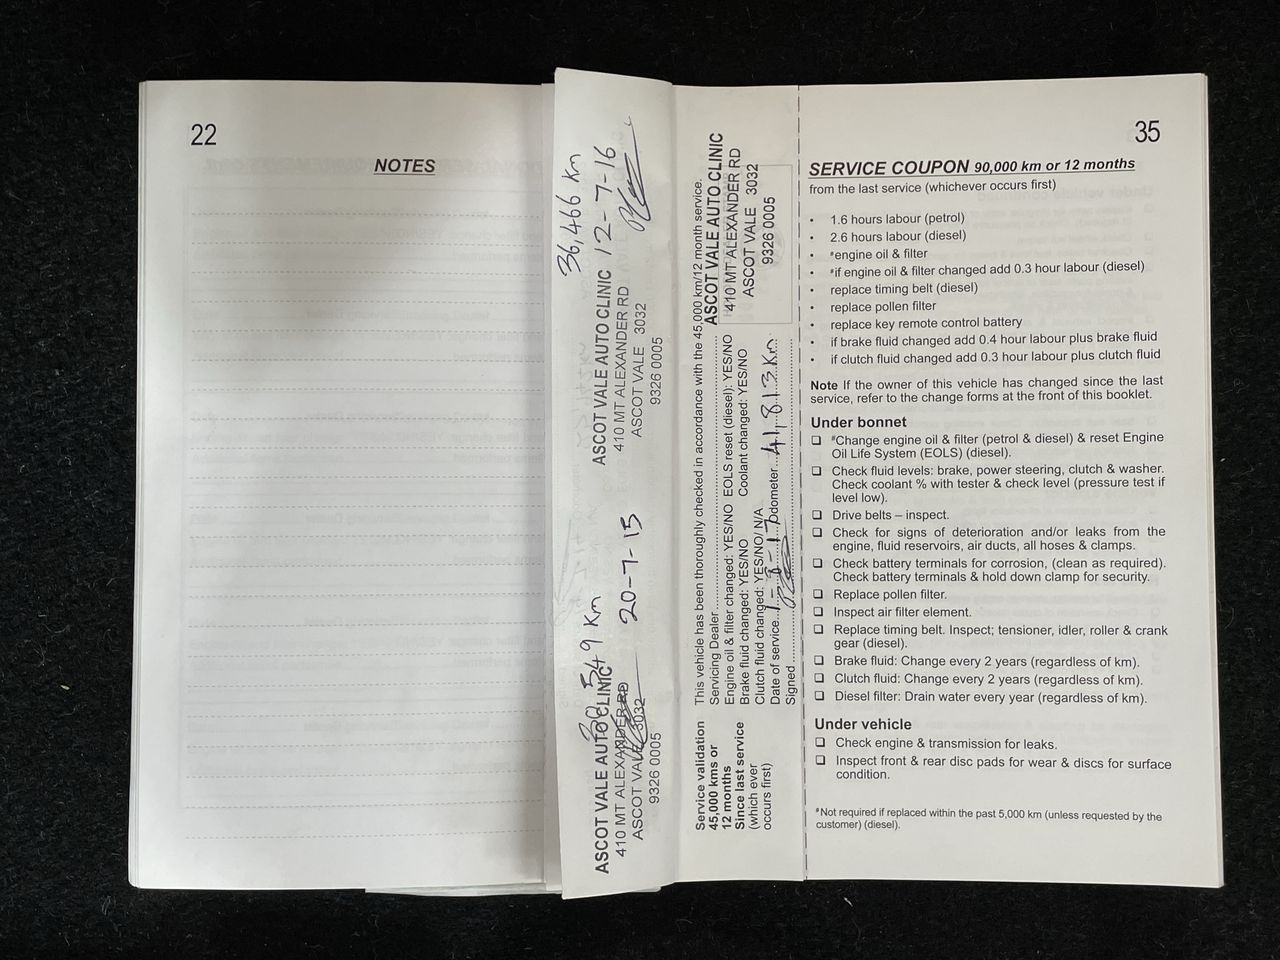 22
NOTES
36,466 Km
12-7-16
ASCOT VALE AUTO CLINIC
410 MT ALEXANDER RD
ASCOT VALE 3032
9326 0005
30 549 Km
20-7-15
ASCOT VALE AUTO CLINIC
410 MT ALEXANDER RD
ASCOT VALE 3032
9326 0005
Service validation
45,000 kms or
12 months
Since last service
(which ever
occurs first)
This vehicle has been thoroughly checked in accordance with the 45,000 km/12 month service.
Servicing Dealer
Engine oil & filter changed: YES/NO EOLS reset (diesel): YES/NO
Brake fluid changed: YES/NO Coolant changed: YES/NO
Clutch fluid changed: YES/NO/ N/A
Date of service 1-8-17 Odometer 41,813 Km
Signed
ASCOT VALE AUTO CLINIC
410 MT ALEXANDER RD
ASCOT VALE 3032
9326 0005
35
SERVICE COUPON 90,000 km or 12 months
from the last service (whichever occurs first)
• 1.6 hours labour (petrol)
• 2.6 hours labour (diesel)
• *engine oil & filter
• *if engine oil & filter changed add 0.3 hour labour (diesel)
• replace timing belt (diesel)
• replace pollen filter
• replace key remote control battery
• if brake fluid changed add 0.4 hour labour plus brake fluid
• if clutch fluid changed add 0.3 hour labour plus clutch fluid
Note If the owner of this vehicle has changed since the last
service, refer to the change forms at the front of this booklet.
Under bonnet
❑ #Change engine oil & filter (petrol & diesel) & reset Engine
Oil Life System (EOLS) (diesel).
❑ Check fluid levels: brake, power steering, clutch & washer.
Check coolant % with tester & check level (pressure test if
level low).
❑ Drive belts – inspect.
❑ Check for signs of deterioration and/or leaks from the
engine, fluid reservoirs, air ducts, all hoses & clamps.
❑ Check battery terminals for corrosion, (clean as required).
Check battery terminals & hold down clamp for security.
❑ Replace pollen filter.
❑ Inspect air filter element.
❑ Replace timing belt. Inspect; tensioner, idler, roller & crank
gear (diesel).
❑ Brake fluid: Change every 2 years (regardless of km).
❑ Clutch fluid: Change every 2 years (regardless of km).
❑ Diesel filter: Drain water every year (regardless of km).
Under vehicle
❑ Check engine & transmission for leaks.
❑ Inspect front & rear disc pads for wear & discs for surface
condition.
#Not required if replaced within the past 5,000 km (unless requested by the
customer) (diesel).